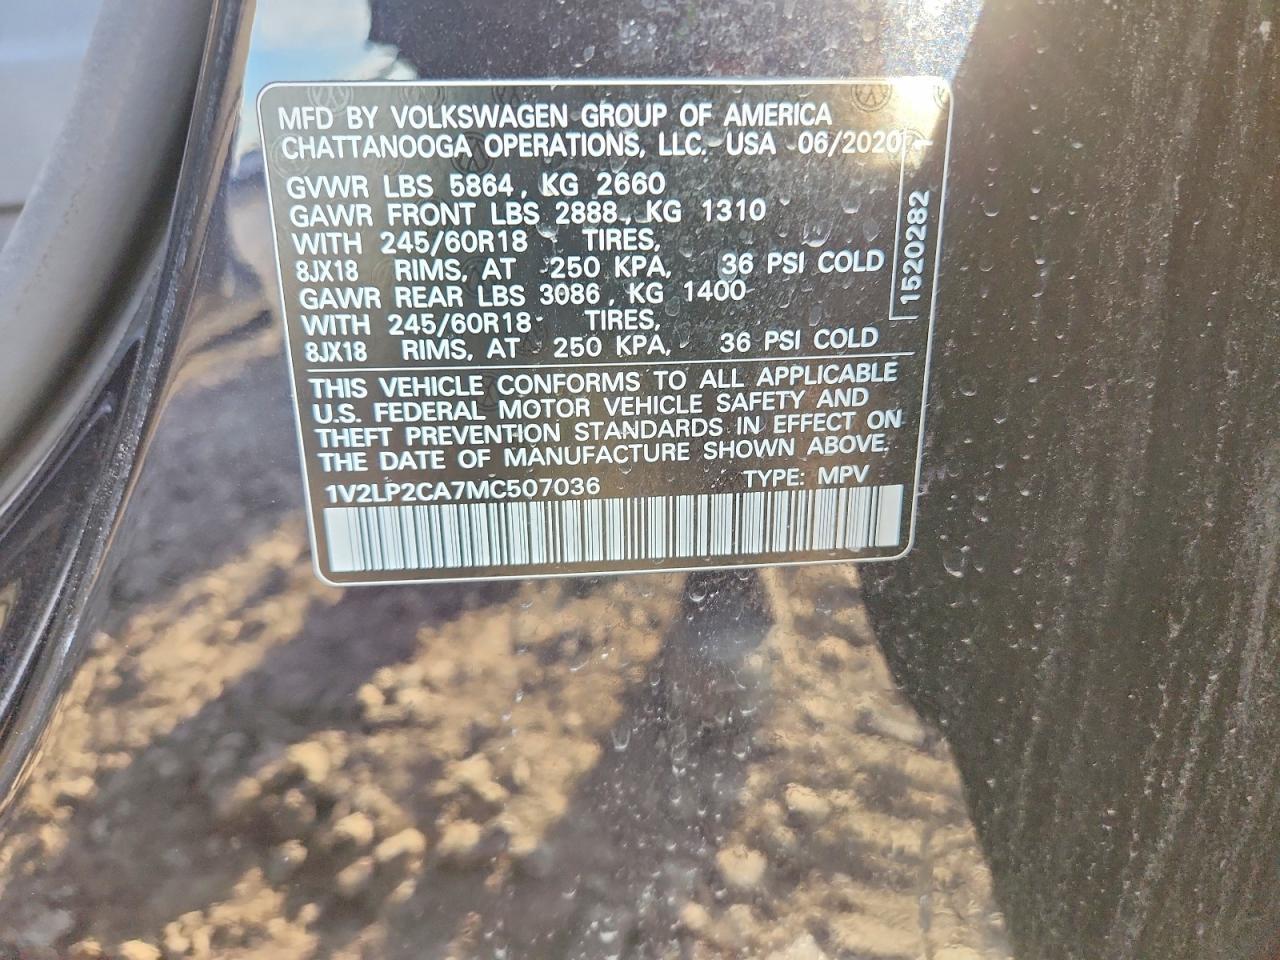 MFD BY VOLKSWAGEN GROUP OF AMERICA
CHATTANOOGA OPERATIONS, LLC. USA 06/2020
GVWR LBS 5864, KG 2660
GAWR FRONT LBS 2888, KG 1310
WITH 245/60R18 TIRES,
8JX18 RIMS, AT 250 KPA, 36 PSI COLD
GAWR REAR LBS 3086, KG 1400
WITH 245/60R18 TIRES,
8JX18 RIMS, AT 250 KPA, 36 PSI COLD
1520282
THIS VEHICLE CONFORMS TO ALL APPLICABLE
U.S. FEDERAL MOTOR VEHICLE SAFETY AND
THEFT PREVENTION STANDARDS IN EFFECT ON
THE DATE OF MANUFACTURE SHOWN ABOVE.
1V2LP2CA7MC507036 TYPE: MPV